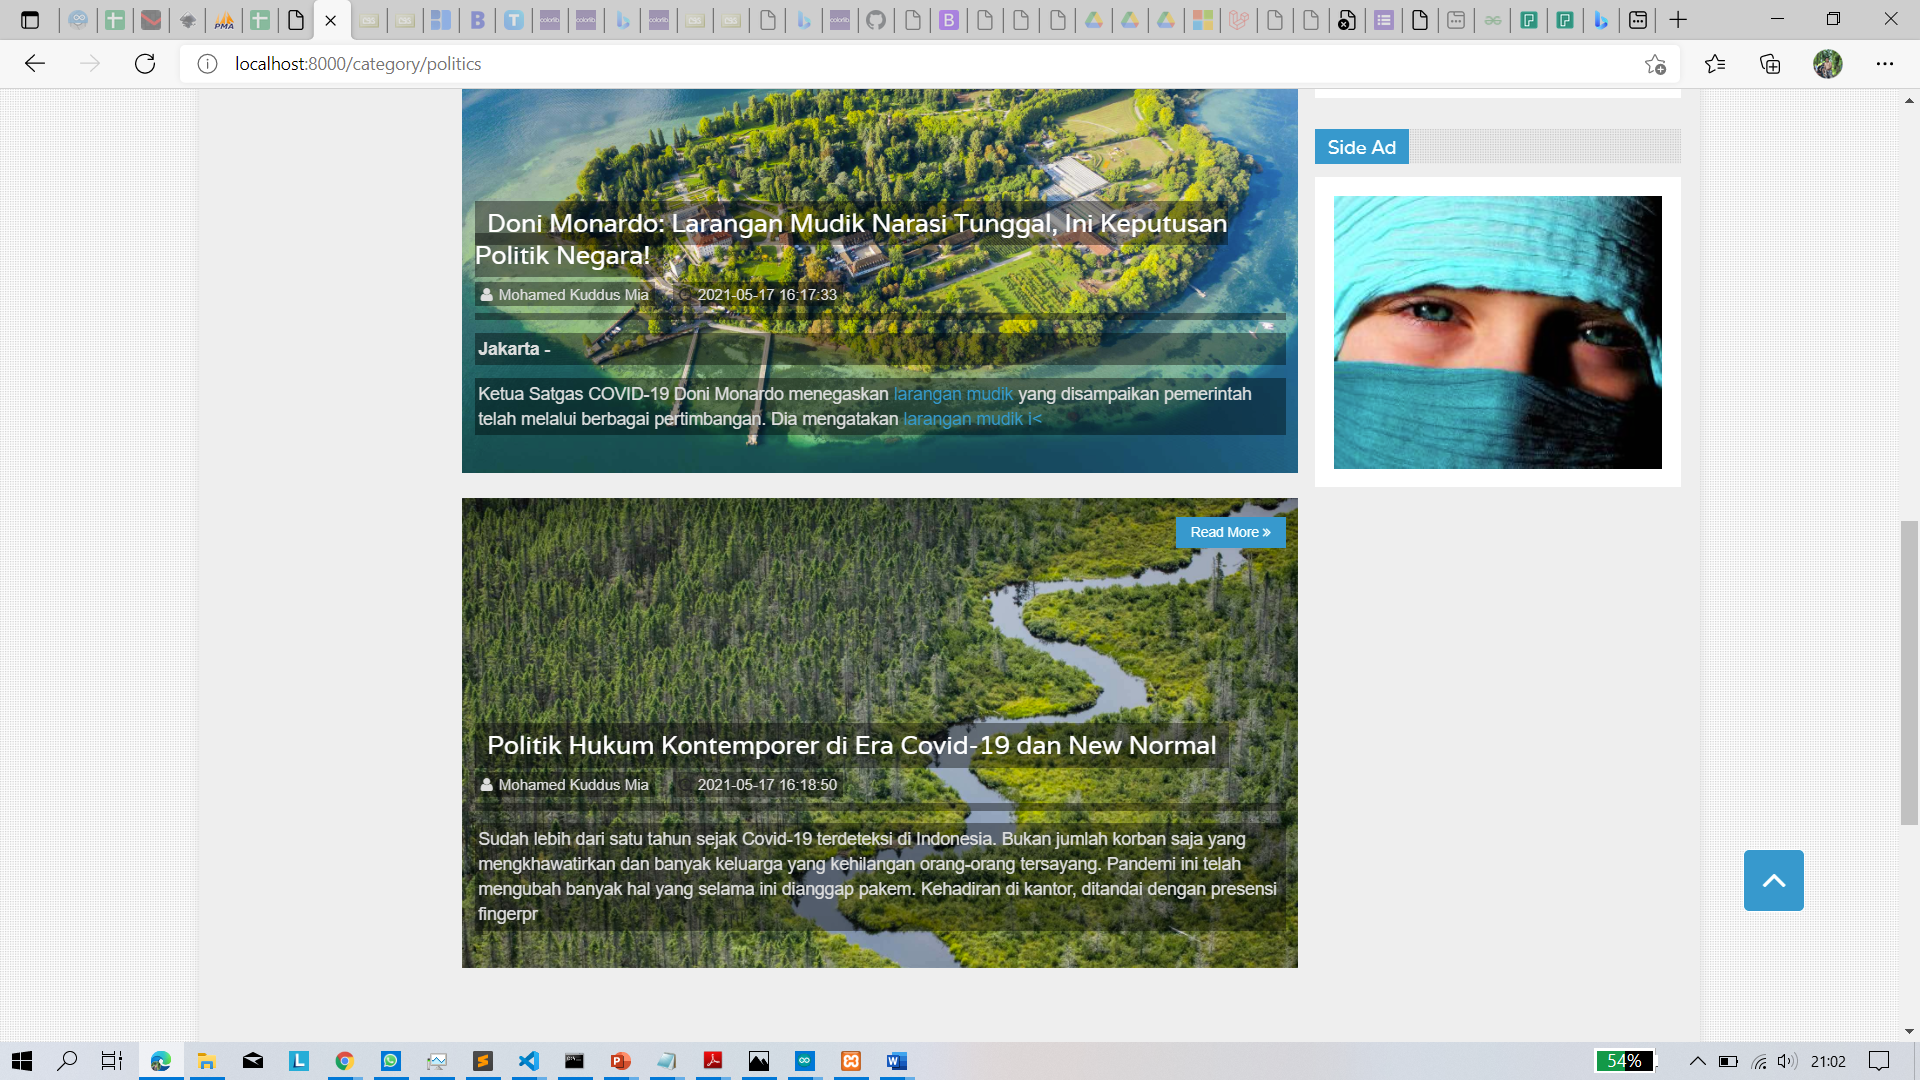 localhost:8000/category/politics
Side Ad
Doni Monardo: Larangan Mudik Narasi Tunggal, Ini Keputusan
Politik Negara!
Mohamed Kuddus Mia 2021-05-17 16:17:33
Jakarta -
Ketua Satgas COVID-19 Doni Monardo menegaskan larangan mudik yang disampaikan pemerintah
telah melalui berbagai pertimbangan. Dia mengatakan larangan mudik i<
Read More »
Politik Hukum Kontemporer di Era Covid-19 dan New Normal
Mohamed Kuddus Mia 2021-05-17 16:18:50
Sudah lebih dari satu tahun sejak Covid-19 terdeteksi di Indonesia. Bukan jumlah korban saja yang
mengkhawatirkan dan banyak keluarga yang kehilangan orang-orang tersayang. Pandemi ini telah
mengubah banyak hal yang selama ini dianggap pakem. Kehadiran di kantor, ditandai dengan presensi
fingerpr
54% 21:02